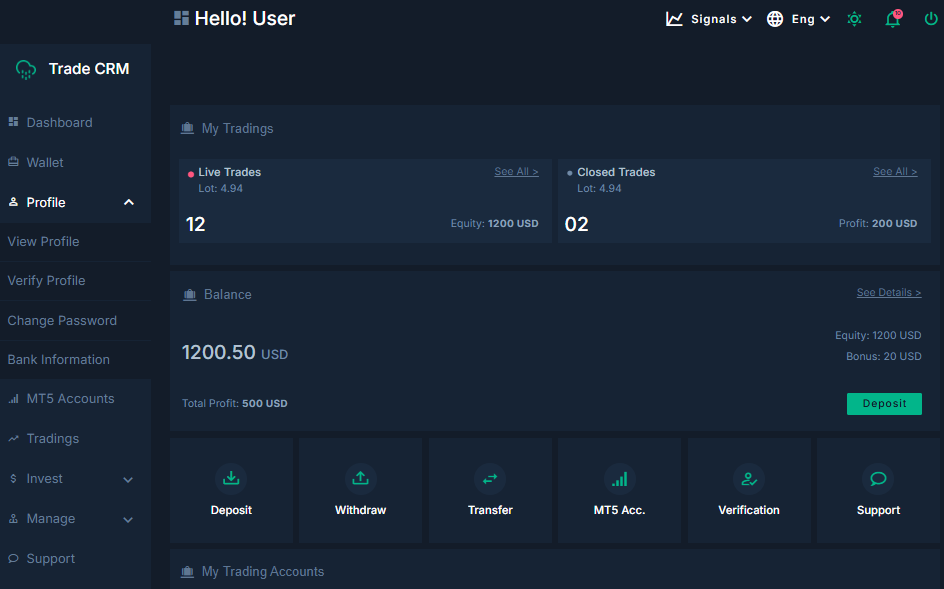 Hello! User
Signals
Eng
10
Trade CRM
Dashboard
Wallet
Profile
View Profile
Verify Profile
Change Password
Bank Information
MT5 Accounts
Tradings
Invest
Manage
Support
My Tradings
Live Trades
See All >
Lot: 4.94
12
Equity: 1200 USD
Closed Trades
See All >
Lot: 4.94
02
Profit: 200 USD
Balance
See Details >
1200.50 USD
Equity: 1200 USD
Bonus: 20 USD
Total Profit: 500 USD
Deposit
Deposit
Withdraw
Transfer
MT5 Acc.
Verification
Support
My Trading Accounts